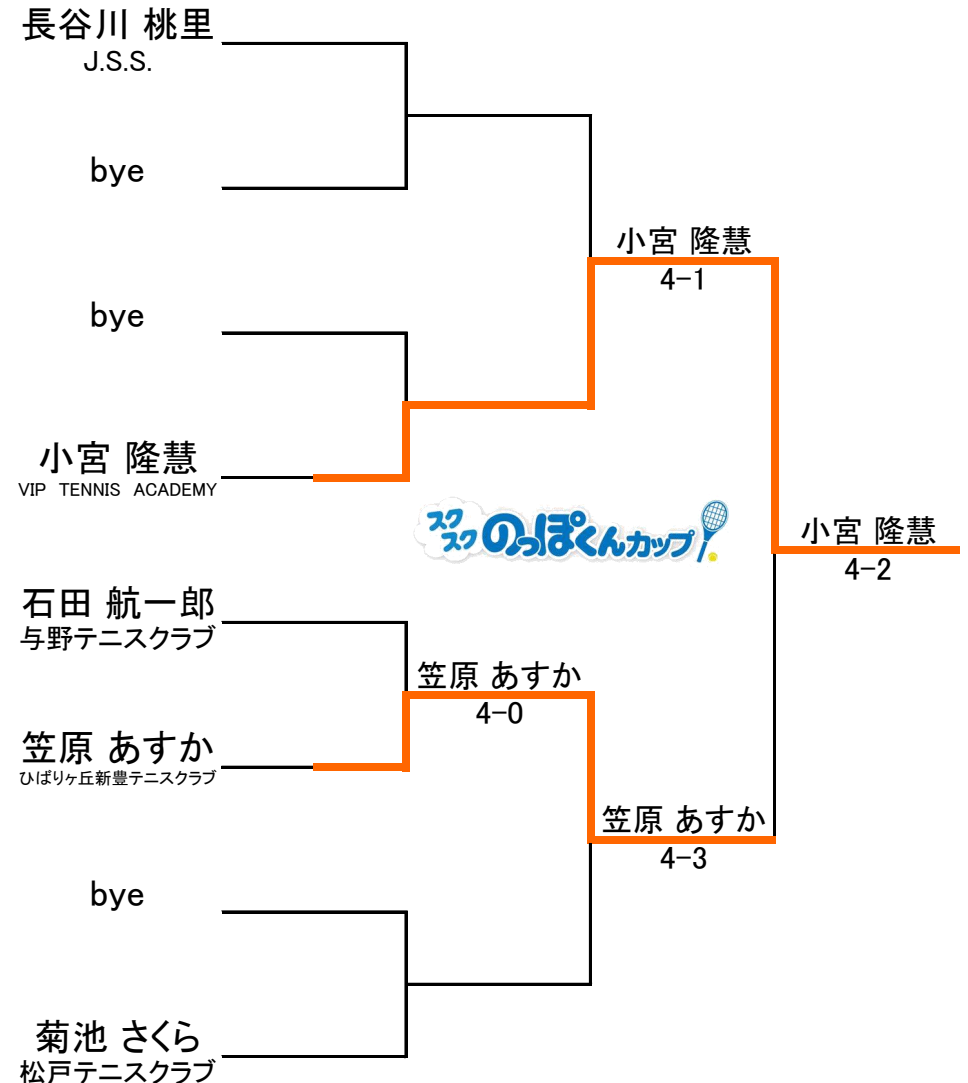 長谷川 桃里
J.S.S.
bye
小宮 隆慧
4-1
bye
小宮 隆慧
VIP TENNIS ACADEMY
スク
スク のっぽくんカップ
小宮 隆慧
4-2
石田 航一郎
与野テニスクラブ
笠原 あすか
4-0
笠原 あすか
ひばりヶ丘新豊テニスクラブ
笠原 あすか
4-3
bye
菊池 さくら
松戸テニスクラブ